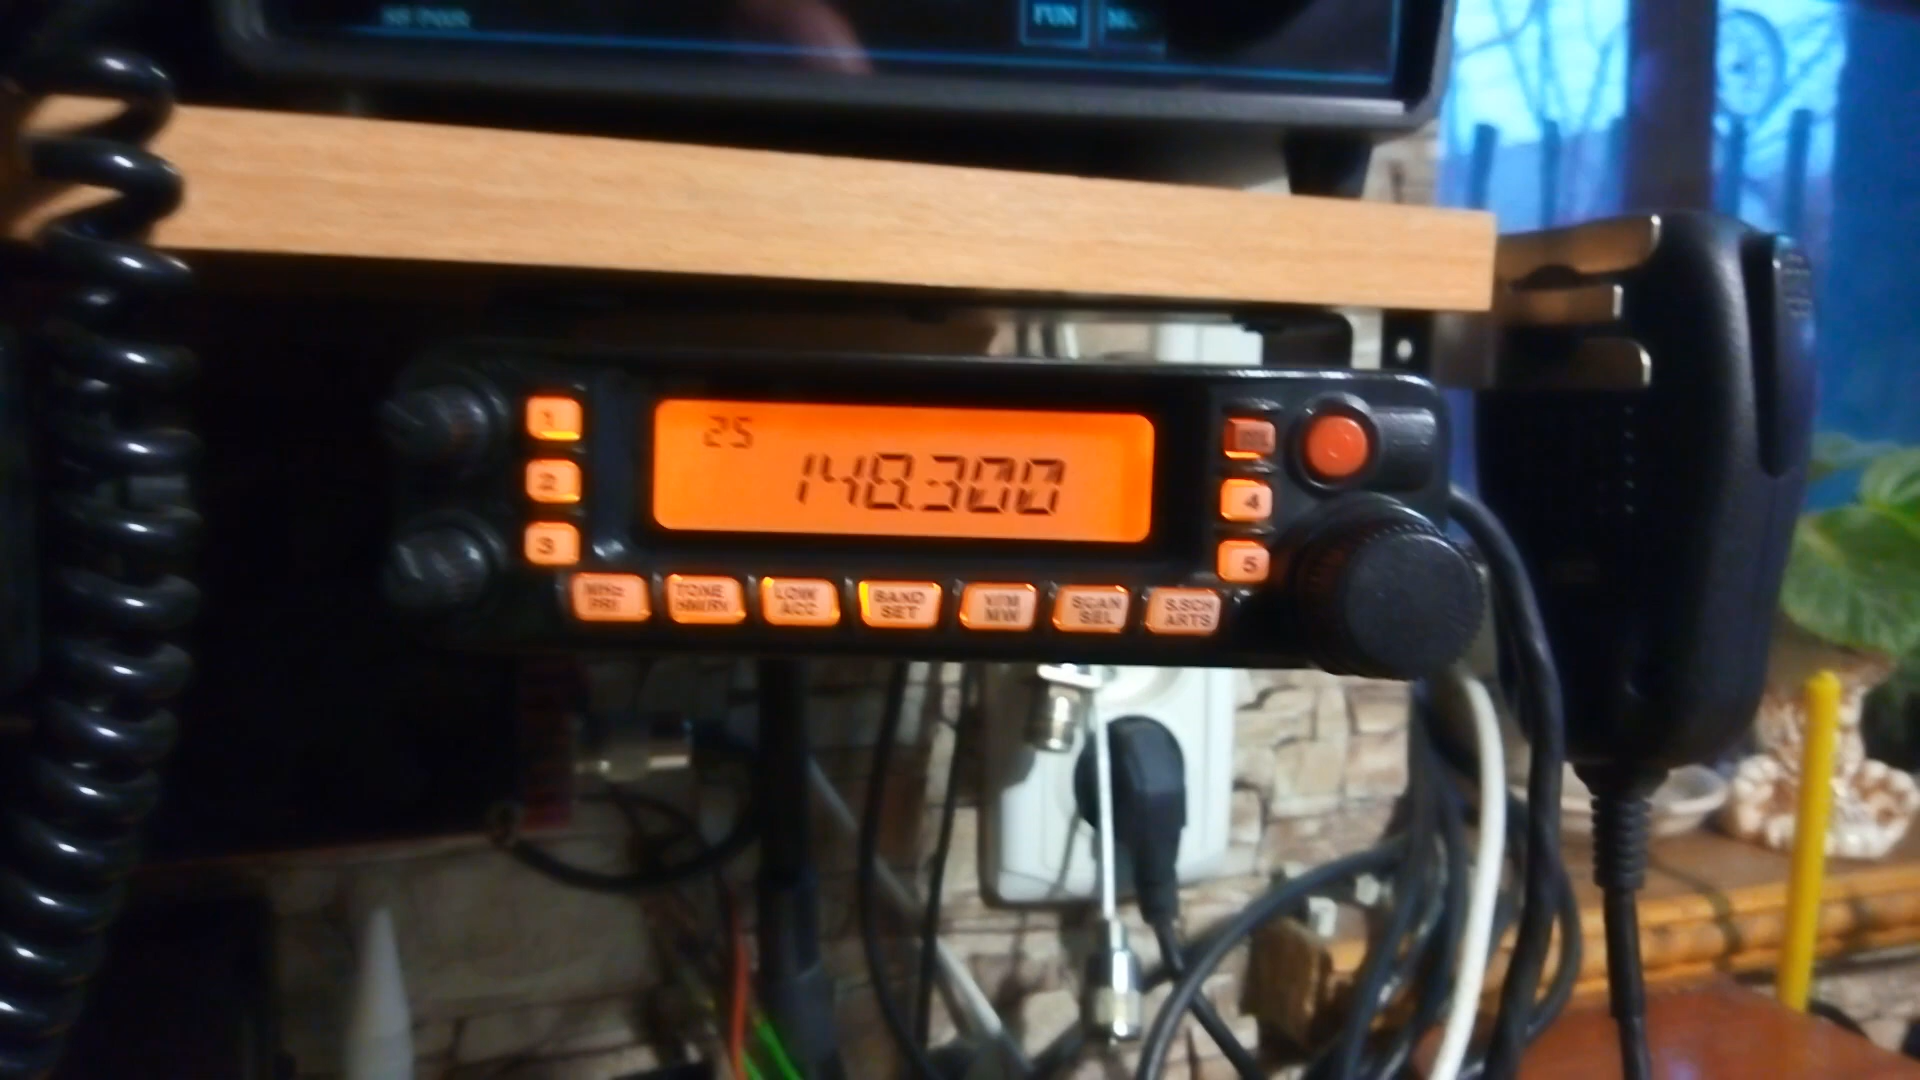 FUN
25
148.300
1
2
3
4
5
MHz
PRI
TONE
LOW
ACC
BAND
SET
V/M
MW
SCAN
SEL
S.SCH
ARTS